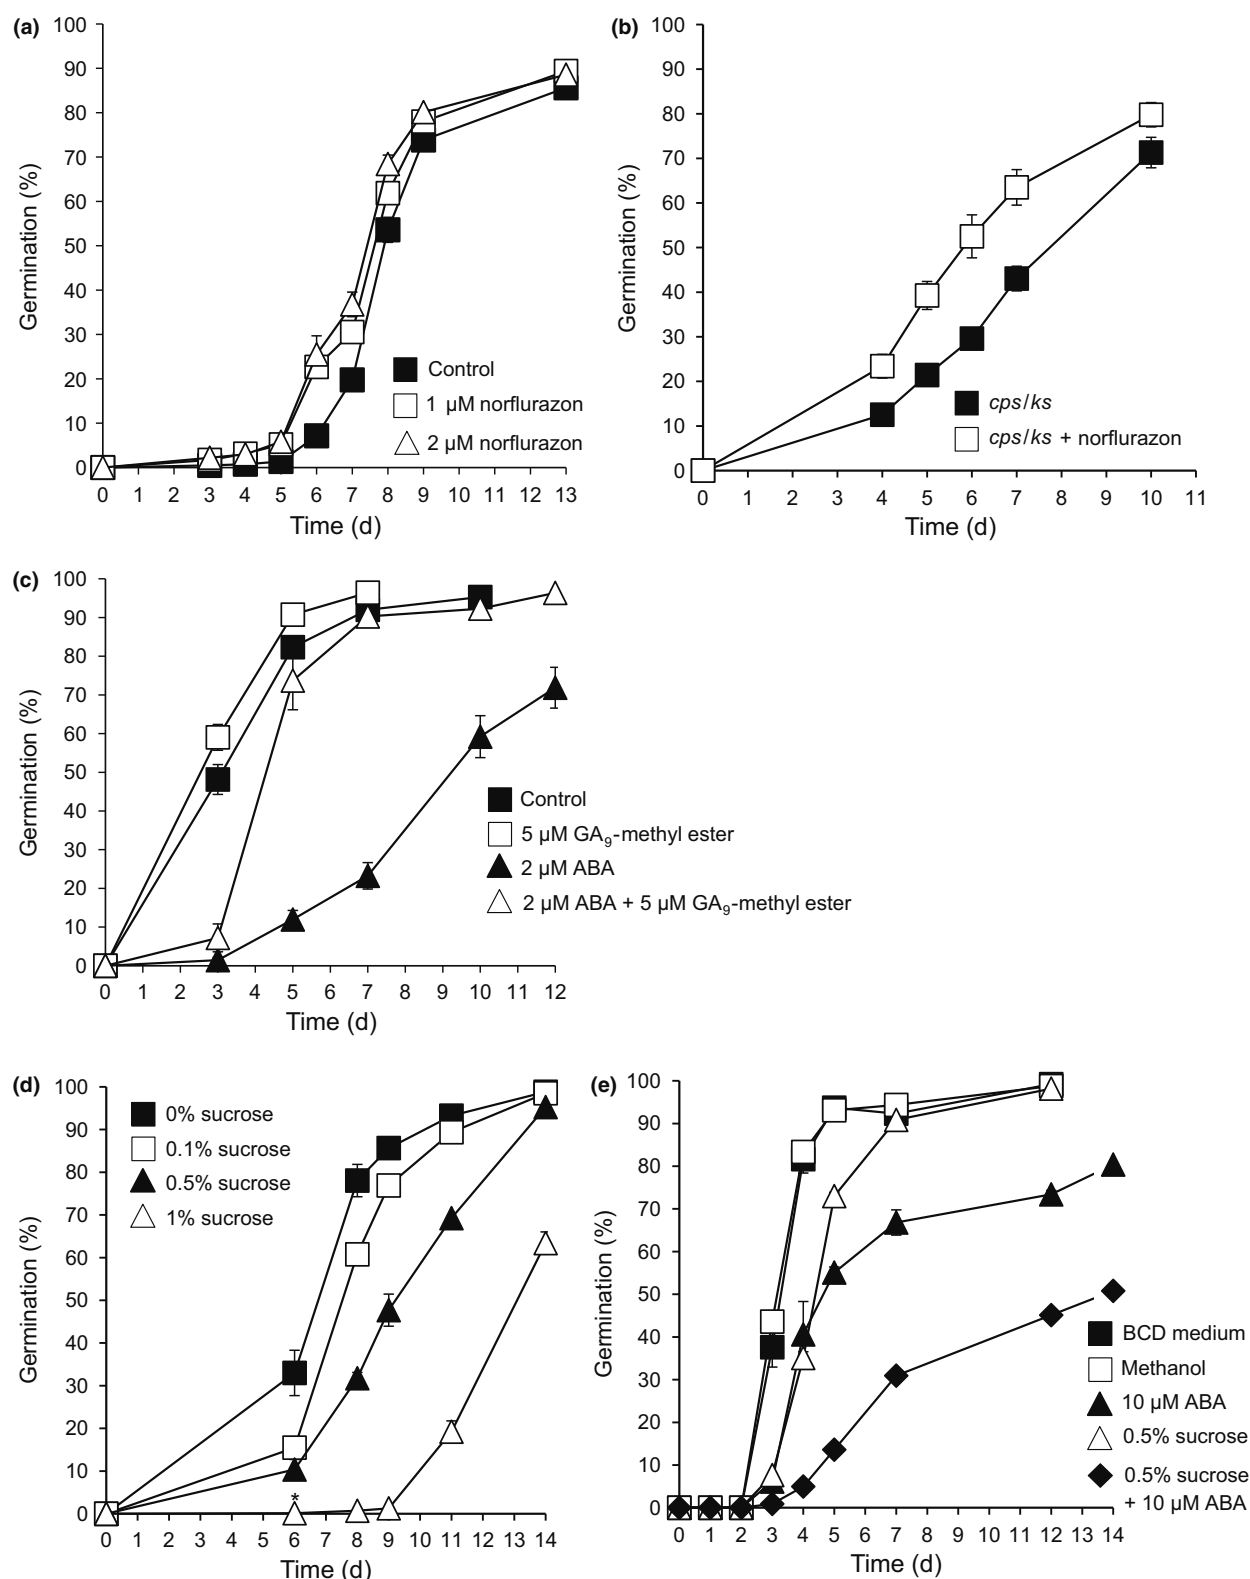 (a)
100
90
80
70
60
50
40
30
20
10
0
Germination (%)
Control
1 µM norflurazon
2 µM norflurazon
0 1 2 3 4 5 6 7 8 9 10 11 12 13
Time (d)
(b)
100
90
80
70
60
50
40
30
20
10
0
Germination (%)
cps/ks
cps/ks + norflurazon
0 1 2 3 4 5 6 7 8 9 10 11
Time (d)
(c)
100
90
80
70
60
50
40
30
20
10
0
Germination (%)
Control
5 µM GA9-methyl ester
2 µM ABA
2 µM ABA + 5 µM GA9-methyl ester
0 1 2 3 4 5 6 7 8 9 10 11 12
Time (d)
(d)
100
90
80
70
60
50
40
30
20
10
0
Germination (%)
0% sucrose
0.1% sucrose
0.5% sucrose
1% sucrose
*
0 1 2 3 4 5 6 7 8 9 10 11 12 13 14
Time (d)
(e)
100
90
80
70
60
50
40
30
20
10
0
Germination (%)
BCD medium
Methanol
10 µM ABA
0.5% sucrose
0.5% sucrose
+ 10 µM ABA
0 1 2 3 4 5 6 7 8 9 10 11 12 13 14
Time (d)